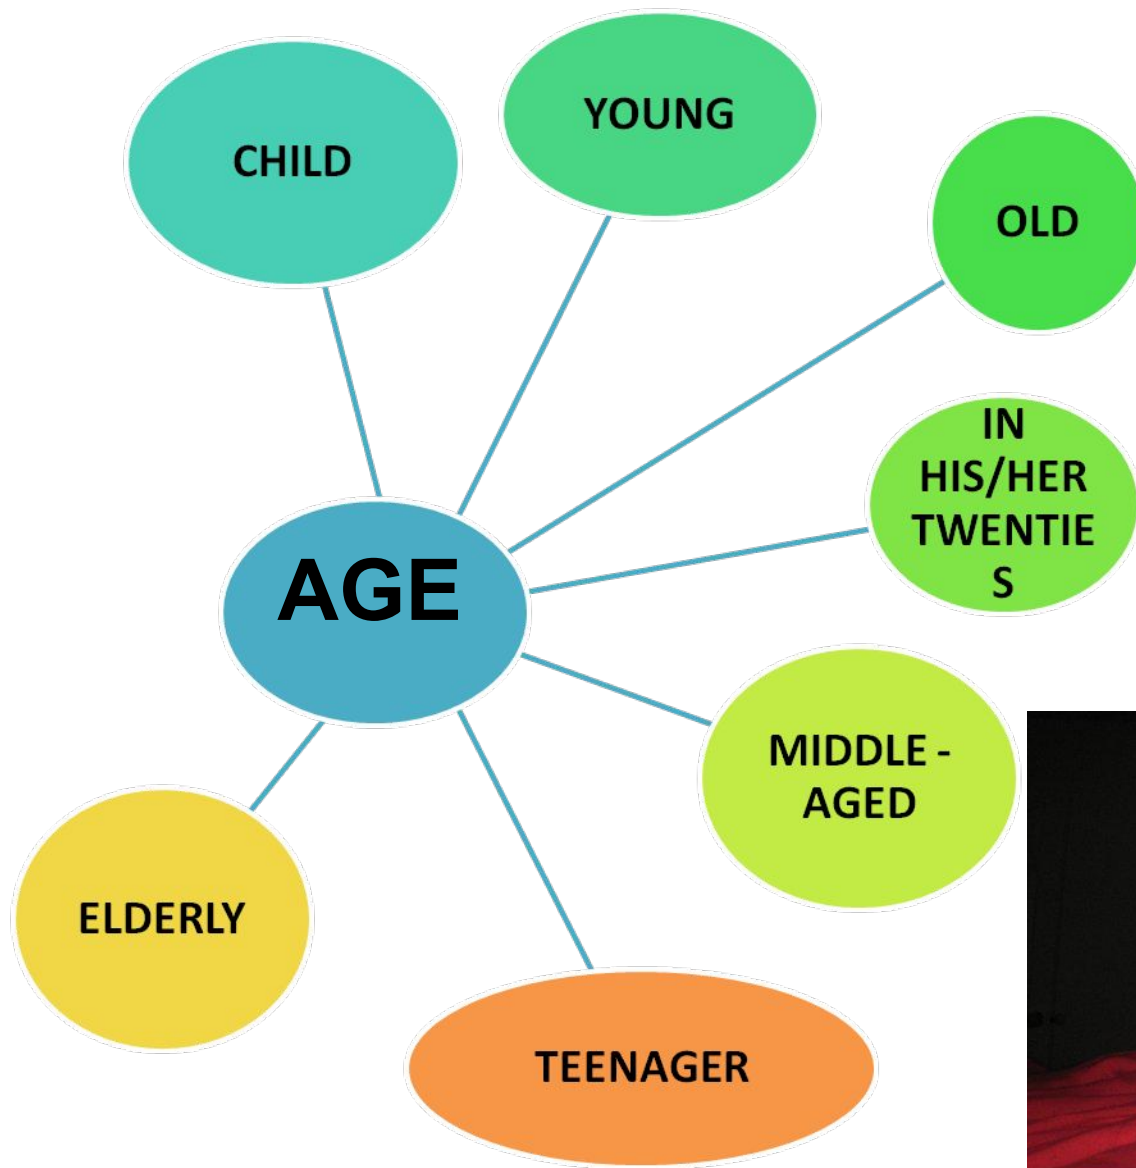 YOUNG
CHILD
OLD
IN
HIS/HER
TWENTIE
S
AGE
MIDDLE -
AGED
ELDERLY
TEENAGER